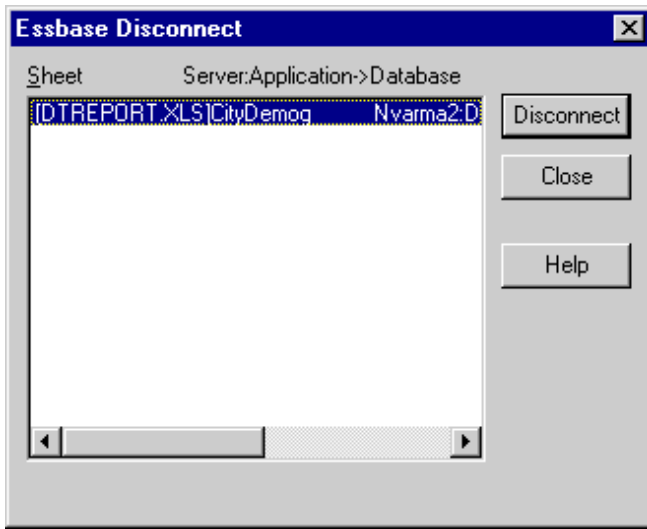 Essbase Disconnect
Sheet Server:Application->Database
[DTREPORT.XLS]CityDemog Nvarma2:D
Disconnect
Close
Help